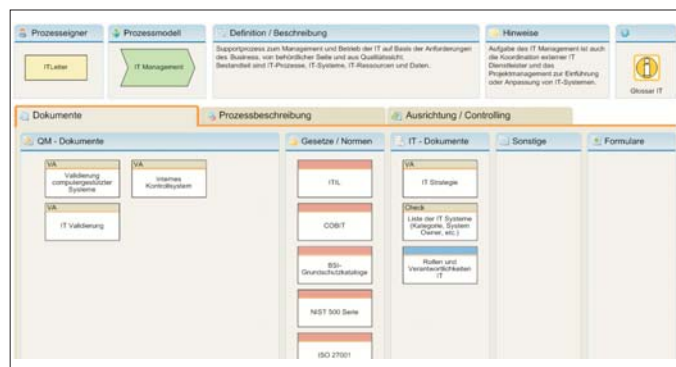 Prozesseigner
Prozessmodell
Definition / Beschreibung
Hinweise
ITLeiter
IT Management
Supportprozess zum Management und Betrieb der IT auf Basis der Anforderungen
des Business, von behördlicher Seite und aus Qualitätssicht.
Bestandteil sind IT-Prozesse, IT-Systeme, IT-Ressourcen und Daten.
Aufgabe des IT Management ist auch
die Koordination externer IT
Dienstleister und das
Projektmanagement zur Einführung
oder Anpassung von IT-Systemen.
Glossar IT
Dokumente
Prozessbeschreibung
Ausrichtung / Controlling
QM - Dokumente
Gesetze / Normen
IT - Dokumente
Sonstige
Formulare
VA
Validierung
computergestützter
Systeme
VA
Internes
Kontrollsystem
VA
IT Validierung
ITIL
COBIT
BSI-
Grundschutzkataloge
NIST 500 Serie
ISO 27001
VA
IT Strategie
Check
Liste der IT Systeme
(Kategorie, System
Owner, etc.)
Rollen und
Verantwortlichkeiten
IT